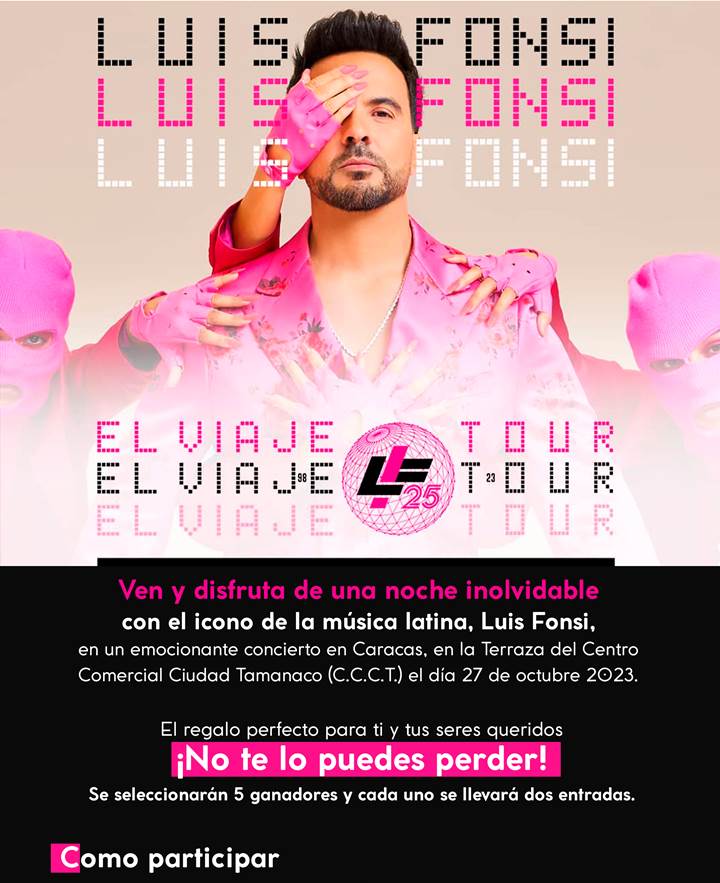 LUIS FONSI
LUIS FONSI
LUIS FONSI
EL VIAJE TOUR
EL VIAJE 98 LF 25 T 23 OUR
EL VIAJE TOUR
Ven y disfruta de una noche inolvidable
con el icono de la música latina, Luis Fonsi,
en un emocionante concierto en Caracas, en la Terraza del Centro
Comercial Ciudad Tamanaco (C.C.C.T.) el día 27 de octubre 2023.
El regalo perfecto para ti y tus seres queridos
¡No te lo puedes perder!
Se seleccionarán 5 ganadores y cada uno se llevará dos entradas.
Como participar